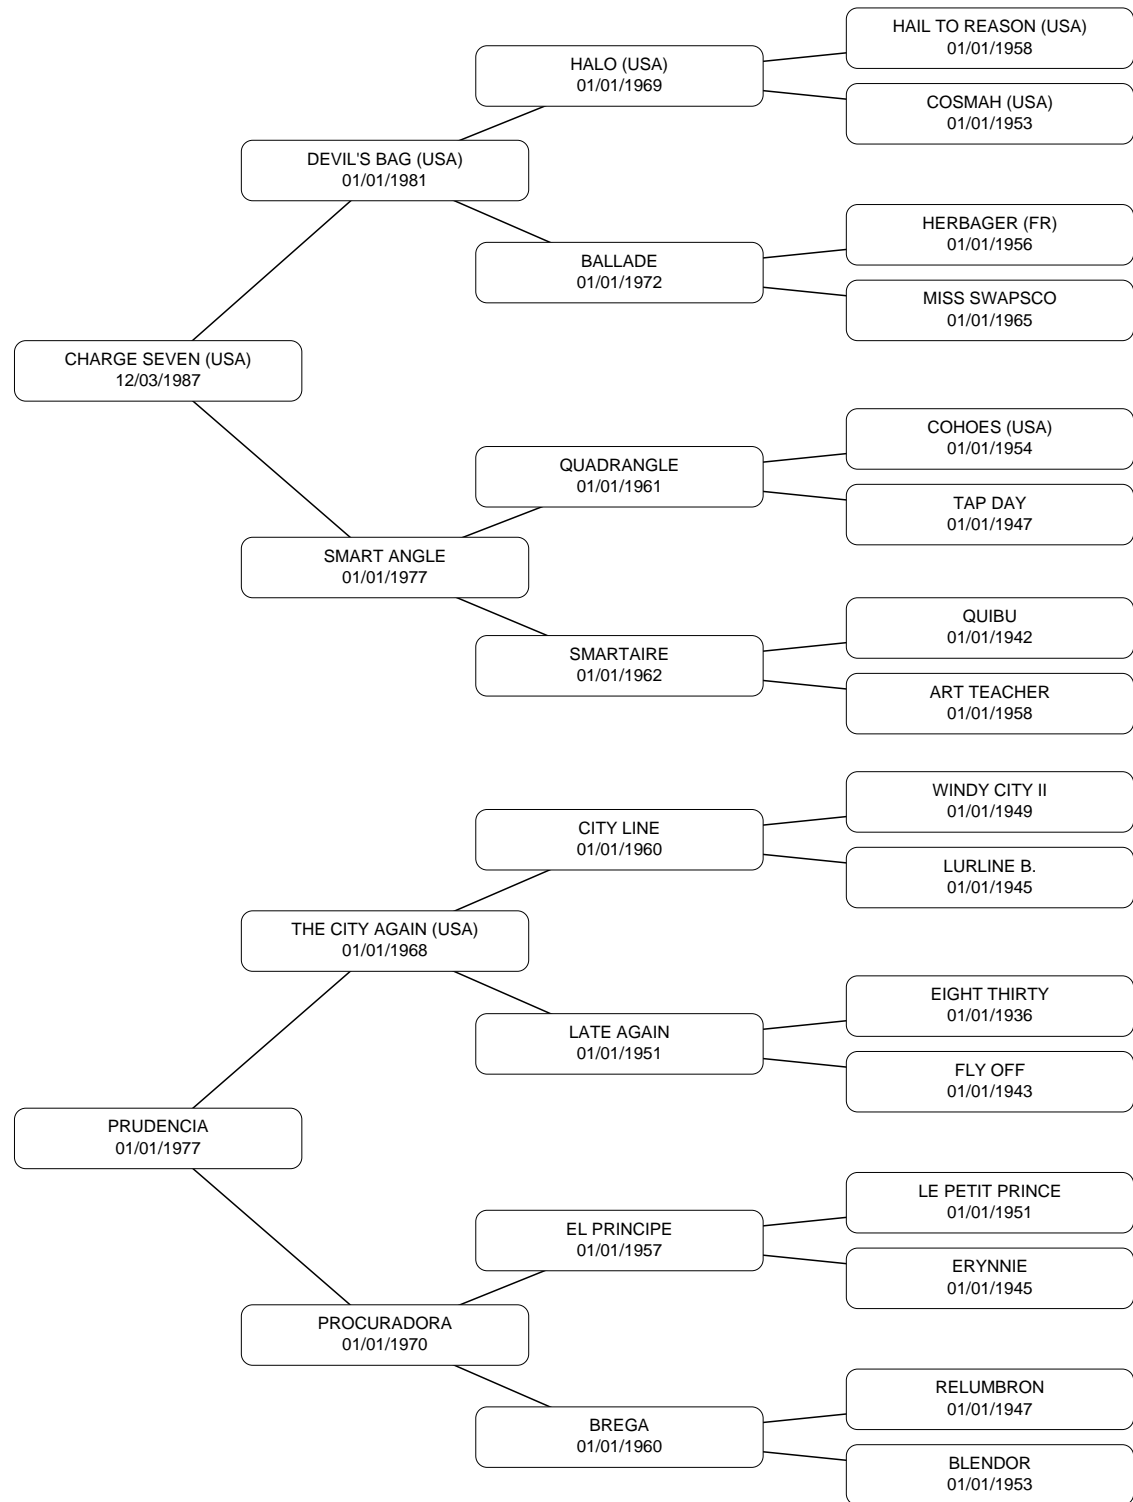 HAIL TO REASON (USA)
01/01/1958
HALO (USA)
01/01/1969
COSMAH (USA)
01/01/1953
DEVIL'S BAG (USA)
01/01/1981
HERBAGER (FR)
01/01/1956
BALLADE
01/01/1972
MISS SWAPSCO
01/01/1965
CHARGE SEVEN (USA)
12/03/1987
COHOES (USA)
01/01/1954
QUADRANGLE
01/01/1961
TAP DAY
01/01/1947
SMART ANGLE
01/01/1977
QUIBU
01/01/1942
SMARTAIRE
01/01/1962
ART TEACHER
01/01/1958
WINDY CITY II
01/01/1949
CITY LINE
01/01/1960
LURLINE B.
01/01/1945
THE CITY AGAIN (USA)
01/01/1968
EIGHT THIRTY
01/01/1936
LATE AGAIN
01/01/1951
FLY OFF
01/01/1943
PRUDENCIA
01/01/1977
LE PETIT PRINCE
01/01/1951
EL PRINCIPE
01/01/1957
ERYNNIE
01/01/1945
PROCURADORA
01/01/1970
RELUMBRON
01/01/1947
BREGA
01/01/1960
BLENDOR
01/01/1953